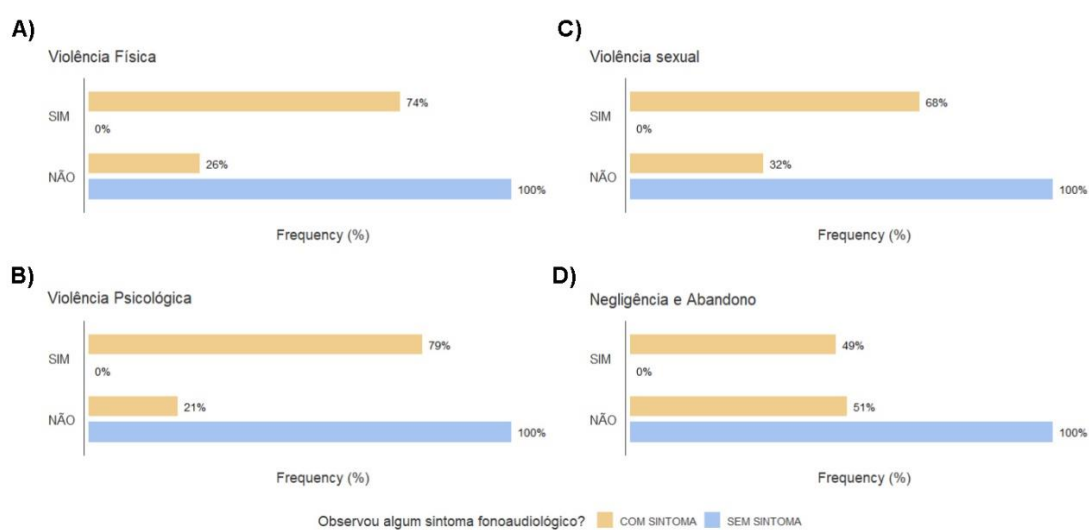 A)
Violência Física
SIM
74%
0%
NÃO
26%
100%
Frequency (%)
B)
Violência Psicológica
SIM
79%
0%
NÃO
21%
100%
Frequency (%)
C)
Violência sexual
SIM
68%
0%
NÃO
32%
100%
Frequency (%)
D)
Negligência e Abandono
SIM
49%
0%
NÃO
51%
100%
Frequency (%)
Observou algum sintoma fonoaudiológico? COM SINTOMA SEM SINTOMA